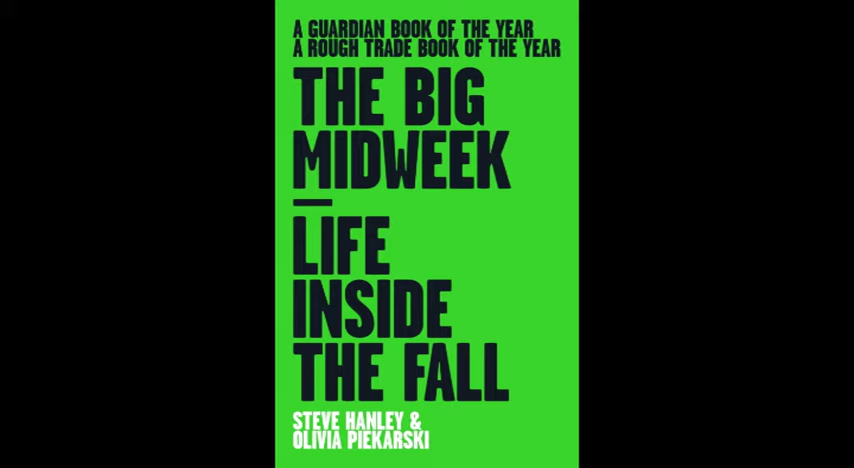 A GUARDIAN BOOK OF THE YEAR
A ROUGH TRADE BOOK OF THE YEAR
THE BIG
MIDWEEK
—
LIFE
INSIDE
THE FALL
STEVE HANLEY &
OLIVIA PIEKARSKI